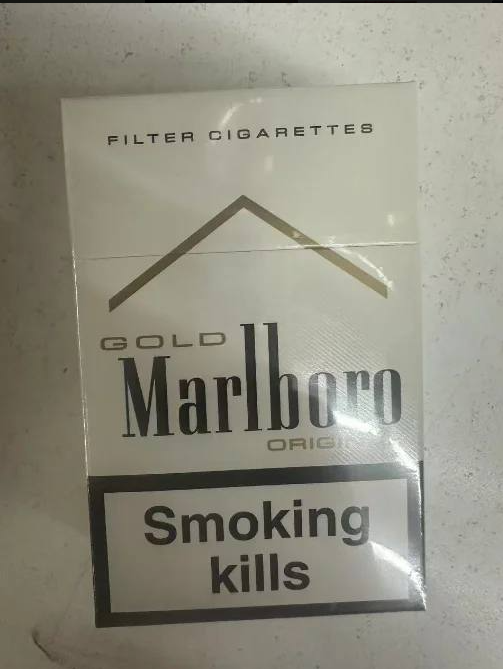 FILTER CIGARETTES
GOLD
Marlboro
Smoking
kills